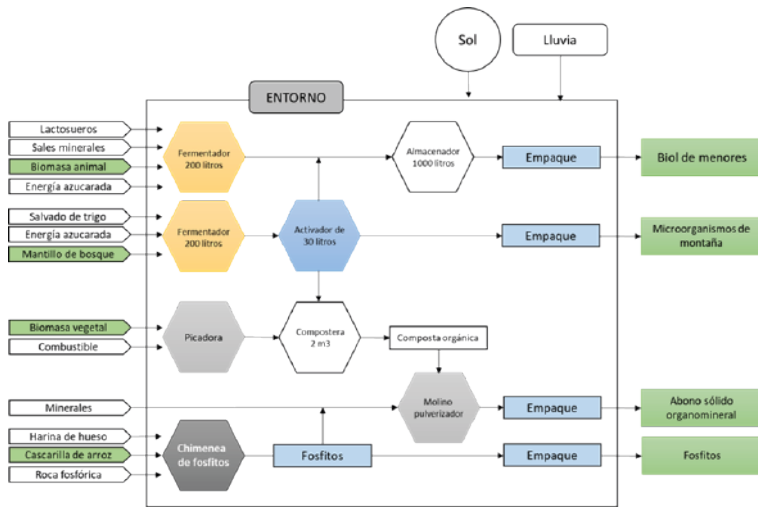 Sol
Lluvia
ENTORNO
Lactosueros
Sales minerales
Biomasa animal
Energía azucarada
Fermentador
200 litros
Almacenador
1000 litros
Empaque
Biol de menores
Salvado de trigo
Energía azucarada
Mantillo de bosque
Fermentador
200 litros
Activador de
30 litros
Empaque
Microorganismos de
montaña
Biomasa vegetal
Combustible
Picadora
Compostera
2 m3
Composta orgánica
Minerales
Molino
pulverizador
Empaque
Abono sólido
organomineral
Harina de hueso
Cascarilla de arroz
Roca fosfórica
Chimenea
de fosfitos
Fosfitos
Empaque
Fosfitos